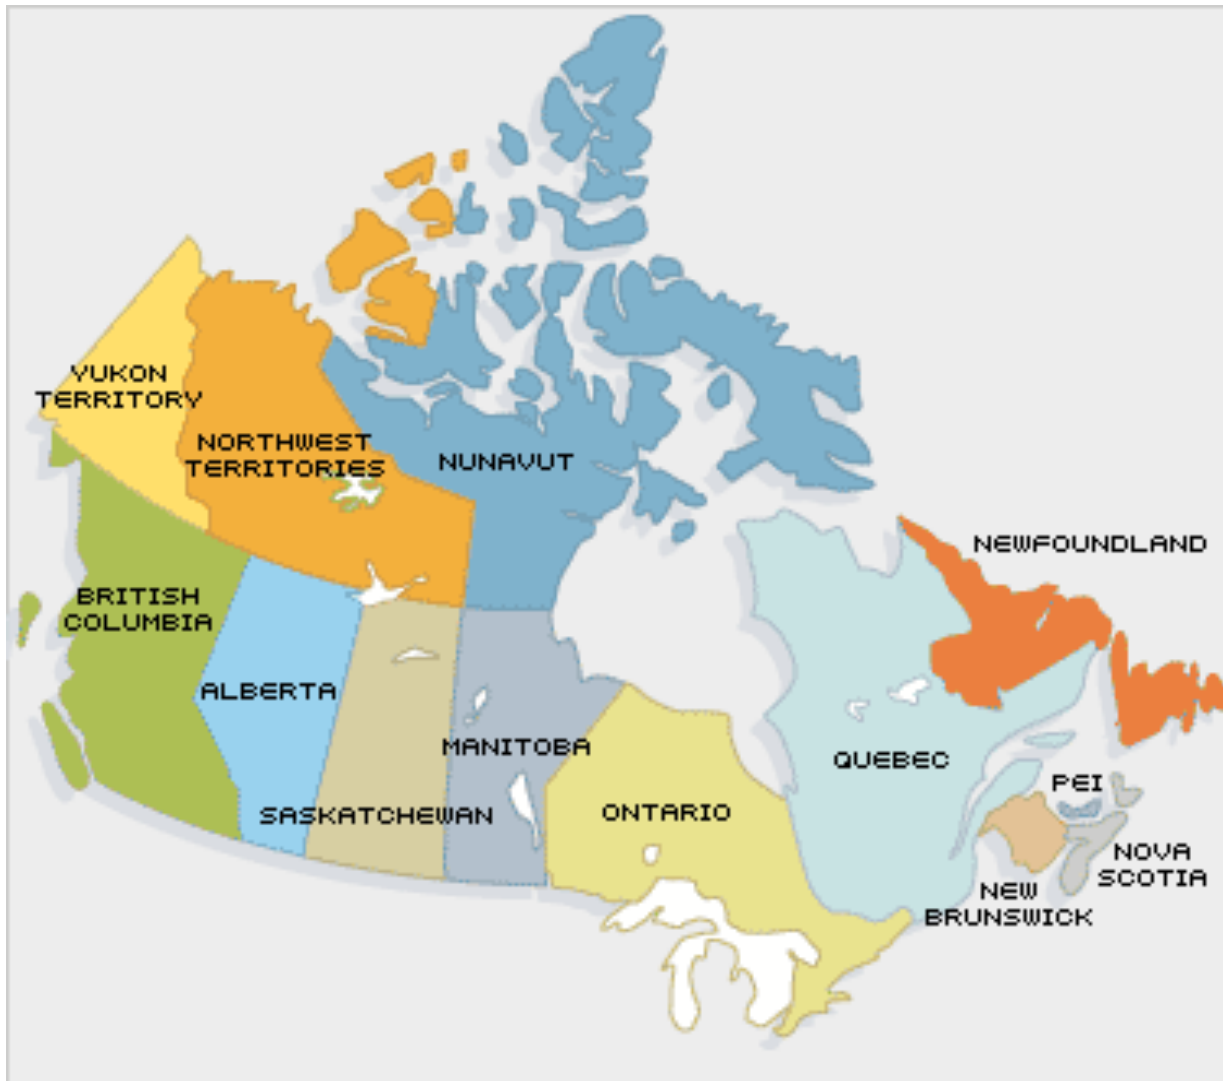 YUKON
TERRITORY
NORTHWEST
TERRITORIES
NUNAVUT
NEWFOUNDLAND
BRITISH
COLUMBIA
ALBERTA
MANITOBA
QUEBEC
PEI
SASKATCHEWAN
ONTARIO
NOVA
SCOTIA
NEW
BRUNSWICK